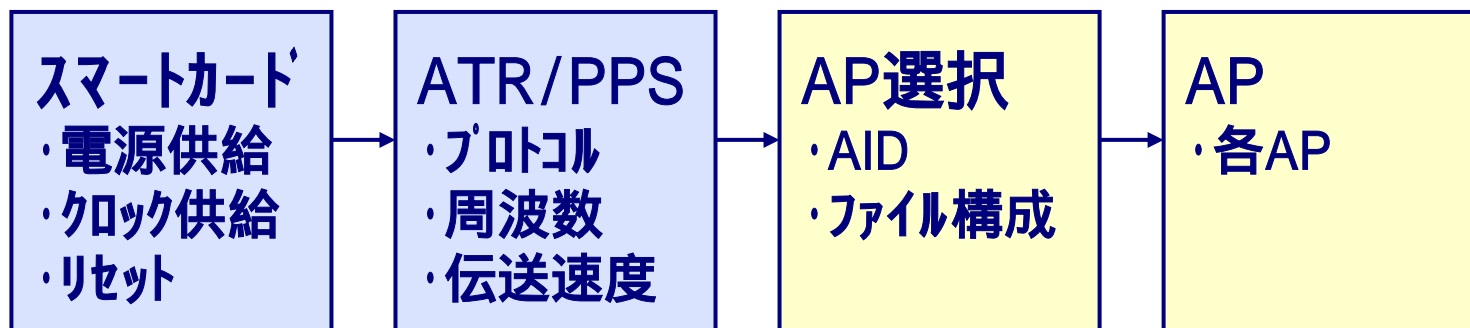 ｽﾏｰﾄｶｰﾄﾞ
･電源供給
･ｸﾛｯｸ供給
･ﾘｾｯﾄ
ATR/PPS
･ﾌﾟﾛﾄｺﾙ
･周波数
･伝送速度
AP選択
･AID
･ﾌｧｲﾙ構成
AP
･各AP